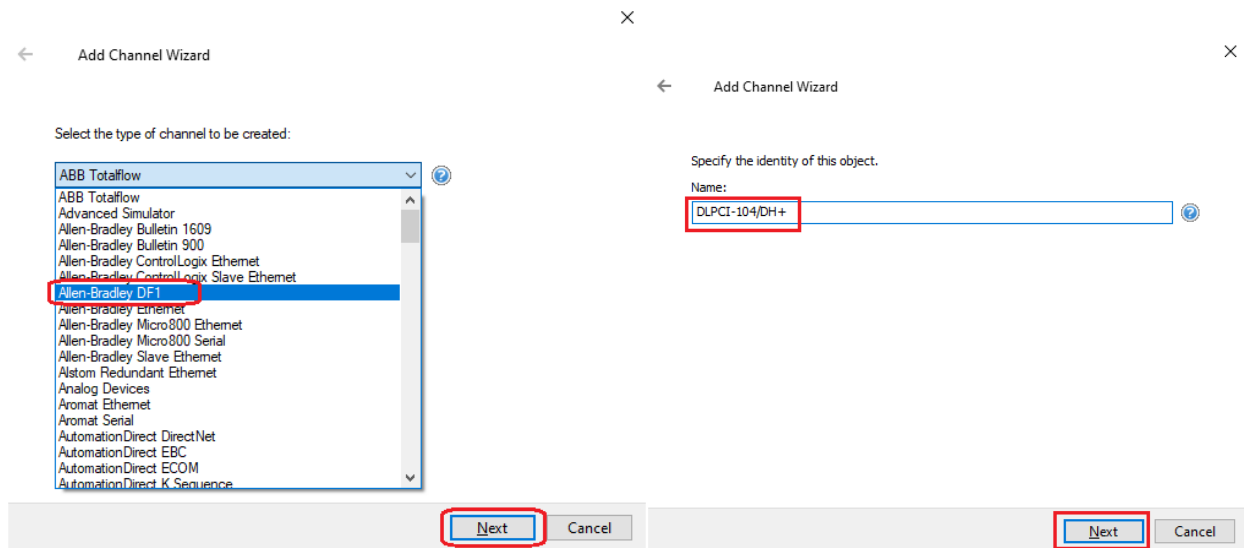 Add Channel Wizard
Select the type of channel to be created:
ABB Totalflow
ABB Totalflow
Advanced Simulator
Allen-Bradley Bulletin 1609
Allen-Bradley Bulletin 900
Allen-Bradley ControlLogix Ethernet
Allen-Bradley ControlLogix Slave Ethernet
Allen-Bradley DF1
Allen-Bradley Ethernet
Allen-Bradley Micro800 Ethernet
Allen-Bradley Micro800 Serial
Allen-Bradley Slave Ethernet
Alstom Redundant Ethernet
Analog Devices
Aromat Ethernet
Aromat Serial
AutomationDirect DirectNet
AutomationDirect EBC
AutomationDirect ECOM
AutomationDirect K Sequence
Next
Cancel
Add Channel Wizard
Specify the identity of this object.
Name:
DLPCI-104/DH+
Next
Cancel